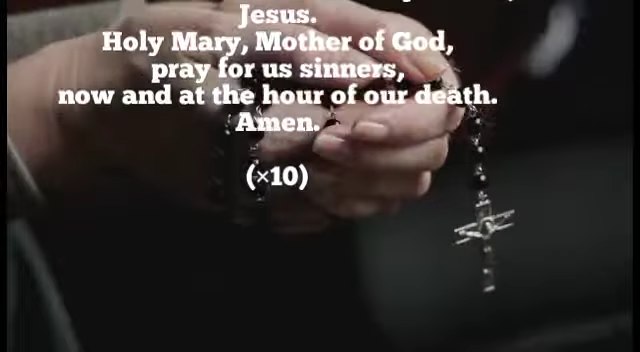 Jesus.
Holy Mary, Mother of God,
pray for us sinners,
now and at the hour of our death.
Amen.
(×10)